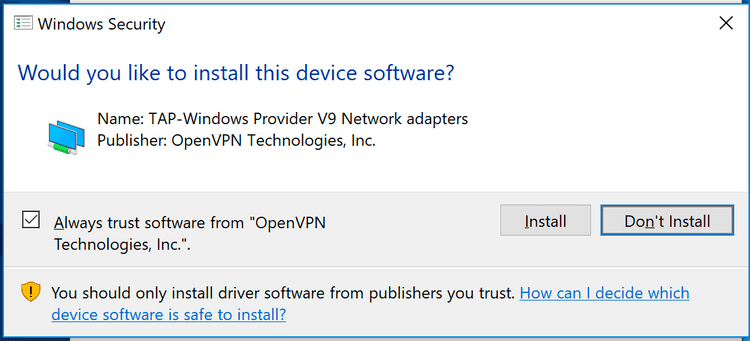 Windows Security
Would you like to install this device software?
Name: TAP-Windows Provider V9 Network adapters
Publisher: OpenVPN Technologies, Inc.
Always trust software from "OpenVPN
Technologies, Inc.".
Install
Don't Install
You should only install driver software from publishers you trust. How can I decide which
device software is safe to install?